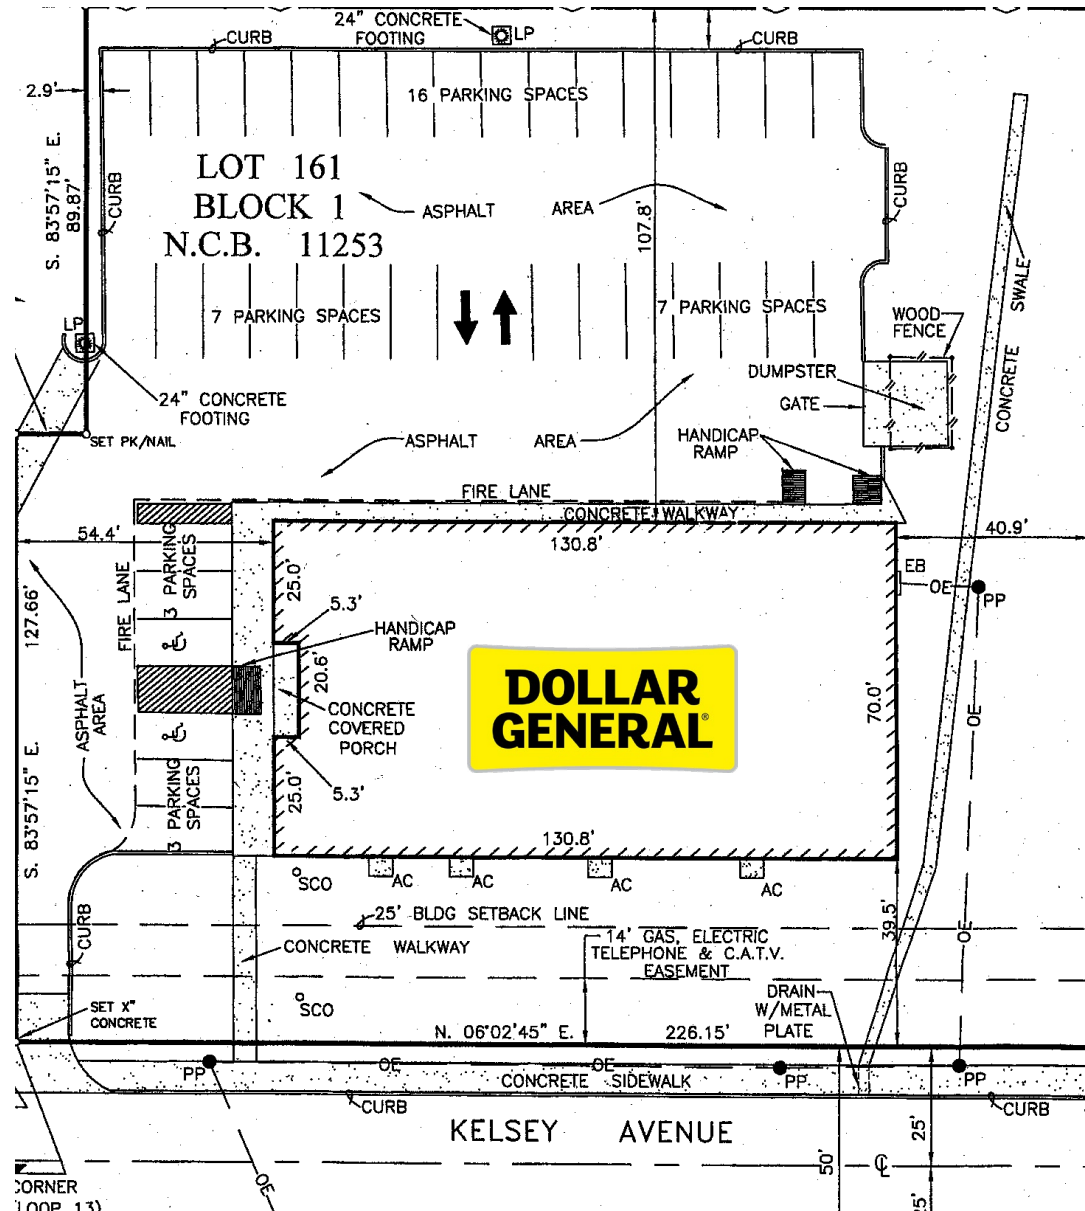 24" CONCRETE
FOOTING
LP
CURB
CURB
2.9'
16 PARKING SPACES
S. 83°57'15" E.
89.87'
CURB
LOT 161
BLOCK 1
N.C.B. 11253
ASPHALT AREA
107.8'
CURB
CONCRETE SWALE
7 PARKING SPACES
7 PARKING SPACES
WOOD
FENCE
LP
24" CONCRETE
FOOTING
DUMPSTER
GATE
SET PK/NAIL
ASPHALT AREA
HANDICAP
RAMP
FIRE LANE
CONCRETE WALKWAY
54.4'
130.8'
40.9'
3 PARKING
SPACES
FIRE LANE
25.0'
5.3'
EB
OE
PP
127.66'
HANDICAP
RAMP
20.6'
ASPHALT
AREA
CONCRETE
COVERED
PORCH
DOLLAR
GENERAL®
70.0'
OE
S. 83°57'15" E.
3 PARKING
SPACES
25.0'
5.3'
130.8'
SCO
AC
AC
AC
AC
25' BLDG SETBACK LINE
39.5'
CURB
CONCRETE WALKWAY
14' GAS, ELECTRIC
TELEPHONE & C.A.T.V.
EASEMENT
OE
SET X"
CONCRETE
SCO
DRAIN
W/METAL
PLATE
N. 06°02'45" E. 226.15'
PP
OE
OE
CONCRETE SIDEWALK
PP
PP
CURB
CURB
KELSEY AVENUE
25'
50'
℄
OE
CORNER
LOOP 13)